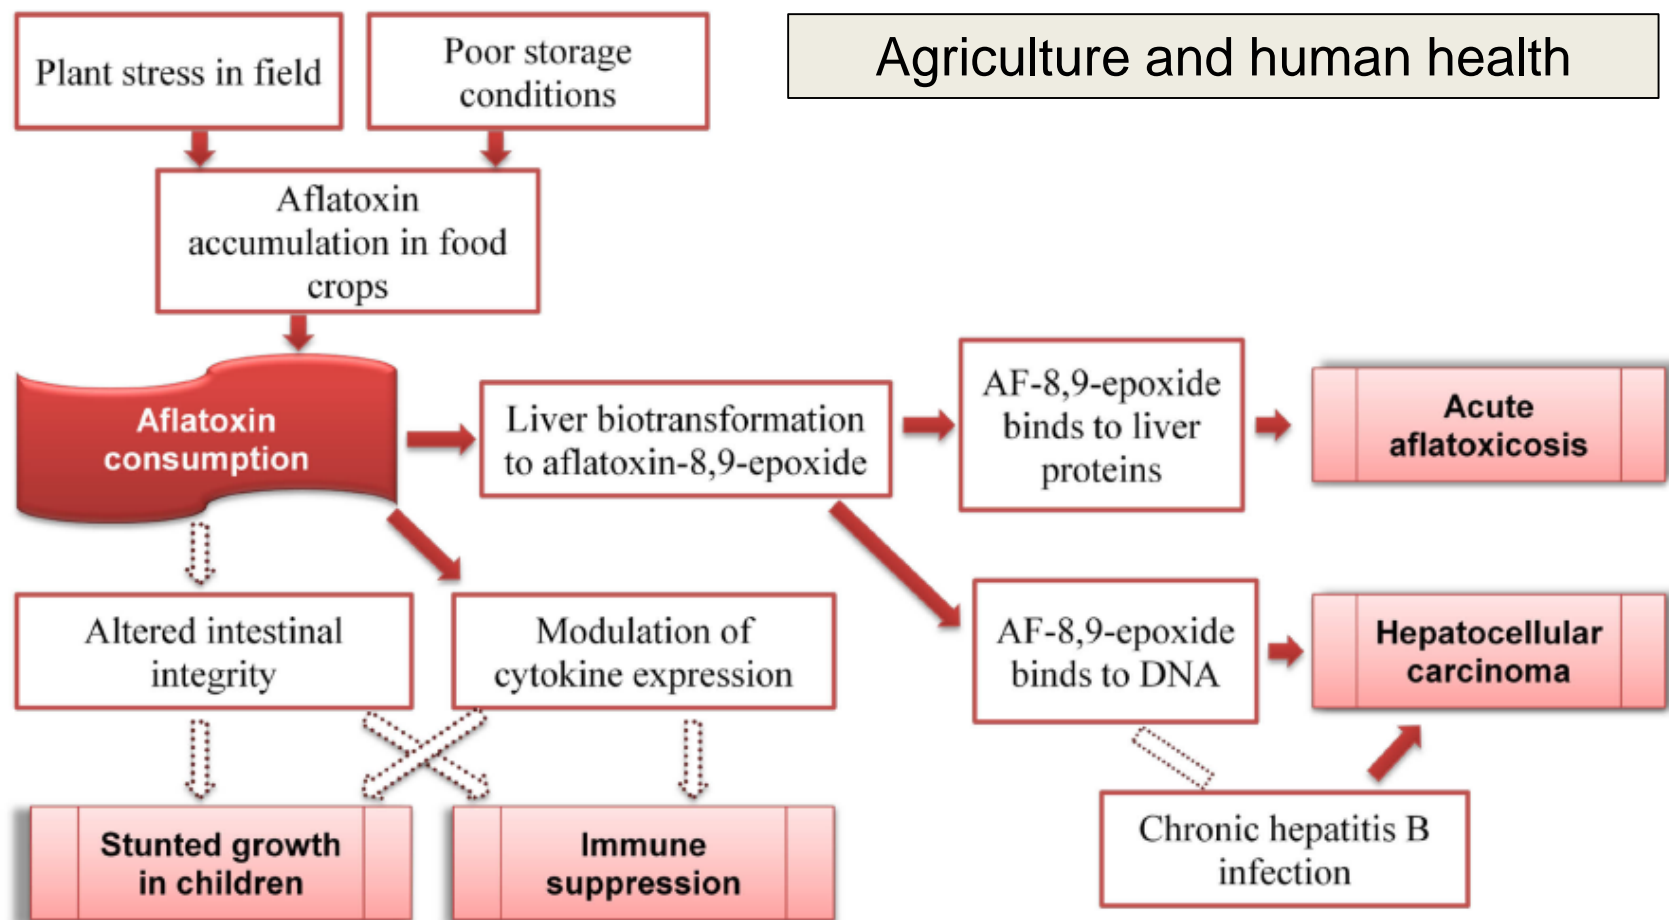 Agriculture and human health
Plant stress in field
Poor storage
conditions
Aflatoxin
accumulation in food
crops
Aflatoxin
consumption
Liver biotransformation
to aflatoxin-8,9-epoxide
AF-8,9-epoxide
binds to liver
proteins
Acute
aflatoxicosis
Altered intestinal
integrity
Modulation of
cytokine expression
AF-8,9-epoxide
binds to DNA
Hepatocellular
carcinoma
Stunted growth
in children
Immune
suppression
Chronic hepatitis B
infection